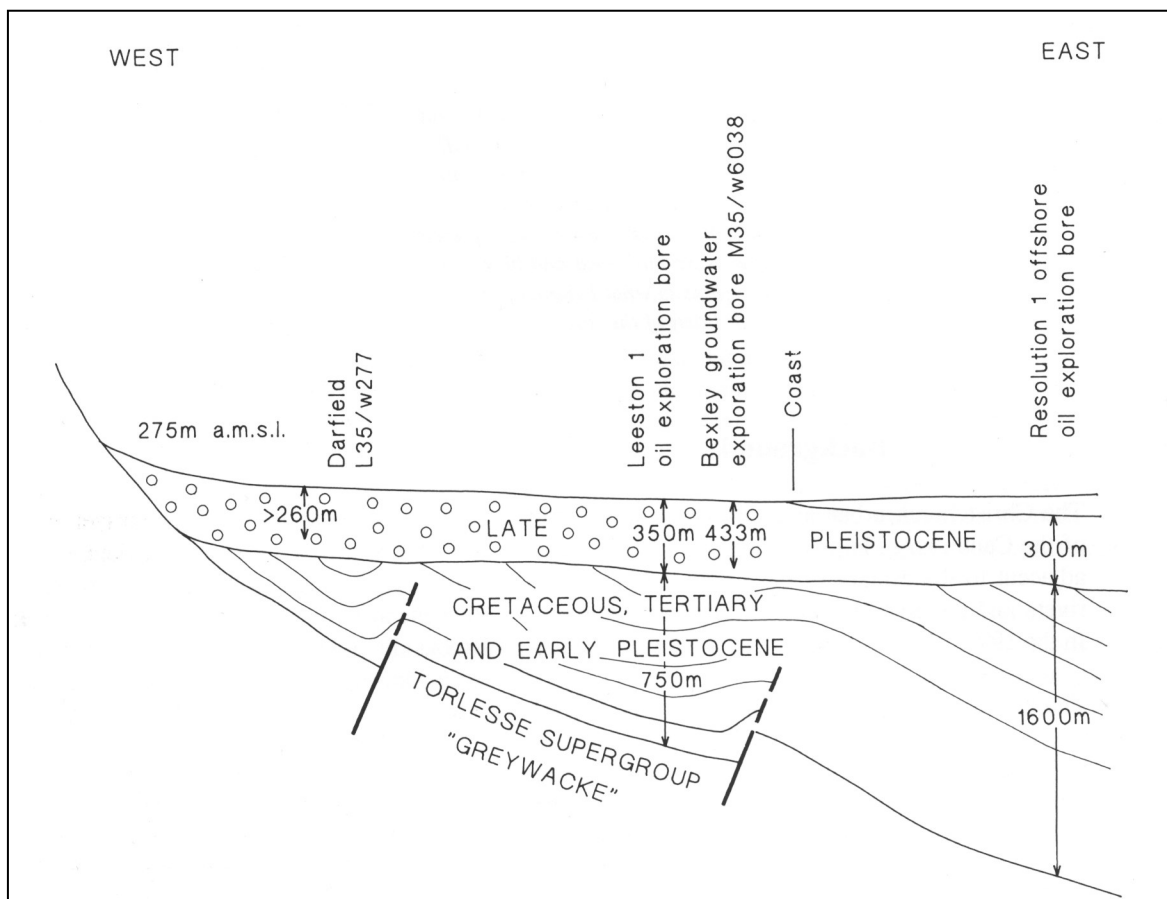 WEST
EAST
275m a.m.s.l.
Darfield
L35/w277
Leeston 1
oil exploration bore
Bexley groundwater
exploration bore M35/w6038
Coast
Resolution 1 offshore
oil exploration bore
>260m
LATE
350m
433m
PLEISTOCENE
300m
CRETACEOUS, TERTIARY
AND EARLY PLEISTOCENE
750m
1600m
TORLESSE SUPERGROUP
"GREYWACKE"